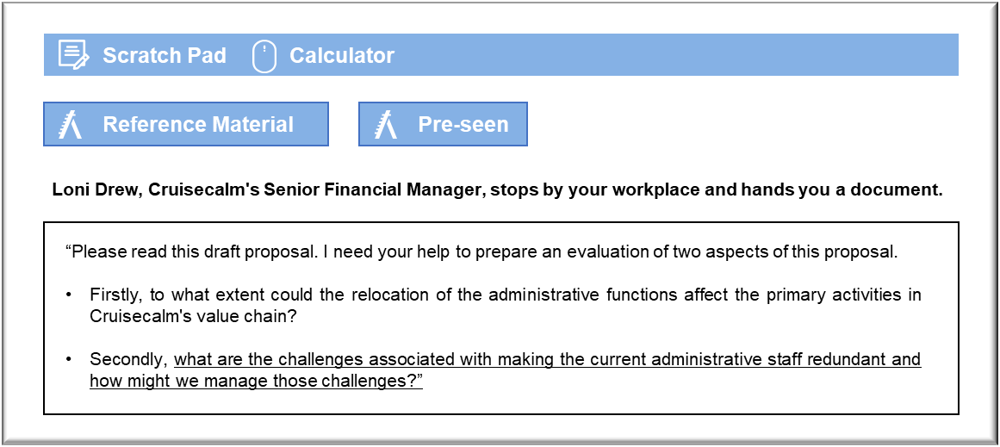 Scratch Pad Calculator
Reference Material Pre-seen
Loni Drew, Cruisecalm's Senior Financial Manager, stops by your workplace and hands you a document.
“Please read this draft proposal. I need your help to prepare an evaluation of two aspects of this proposal.
• Firstly, to what extent could the relocation of the administrative functions affect the primary activities in
Cruisecalm's value chain?
• Secondly, what are the challenges associated with making the current administrative staff redundant and
how might we manage those challenges?”